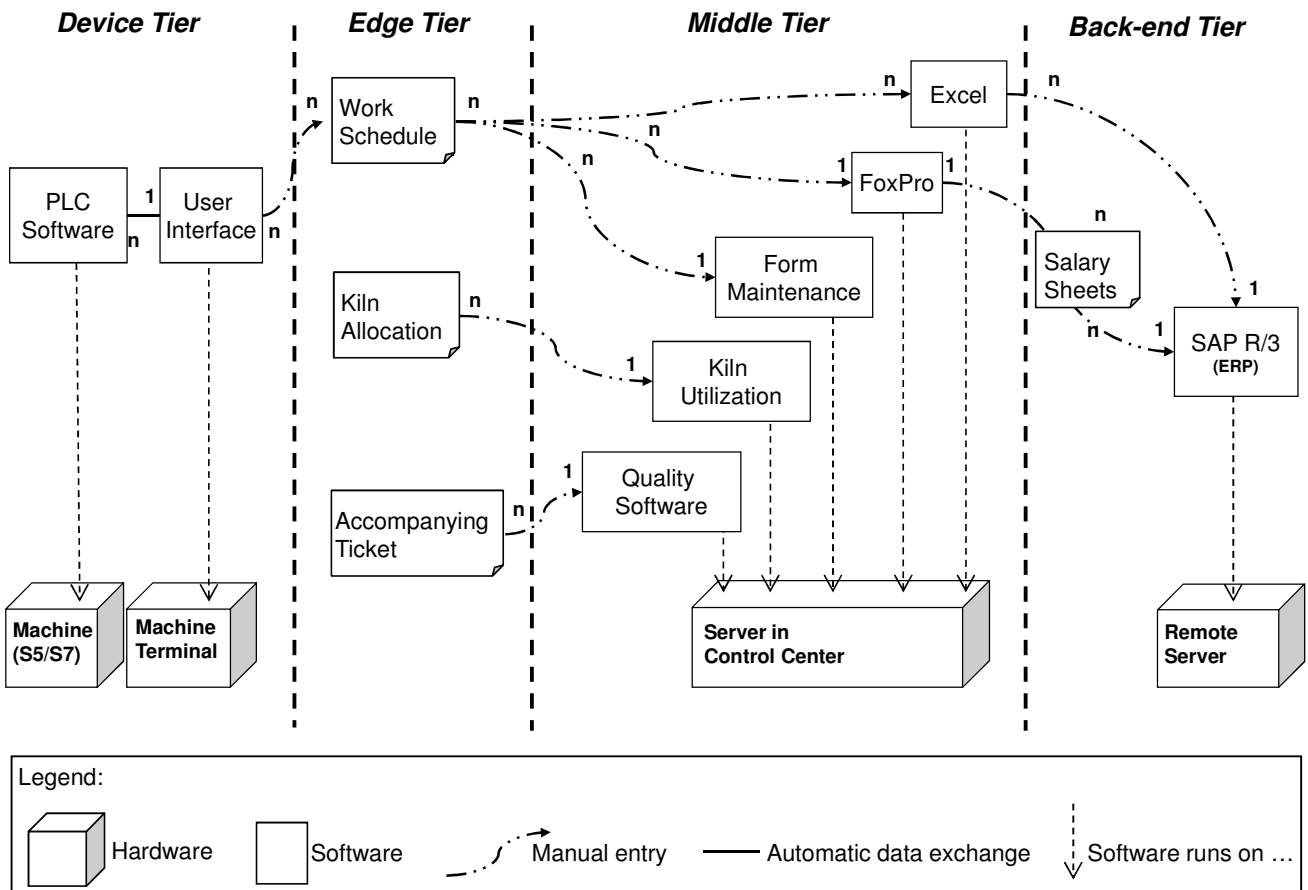 Device Tier
Edge Tier
Middle Tier
Back-end Tier
n
Work
Schedule
n
n
Excel
n
n
n
PLC
Software
1
n
User
Interface
n
1
FoxPro
1
n
Salary
Sheets
n
1
1
SAP R/3
(ERP)
1
Form
Maintenance
Kiln
Allocation
n
1
Kiln
Utilization
1
Quality
Software
Accompanying
Ticket
n
Machine
(S5/S7)
Machine
Terminal
Server in
Control Center
Remote
Server
Legend:
Hardware
Software
Manual entry
Automatic data exchange
Software runs on …